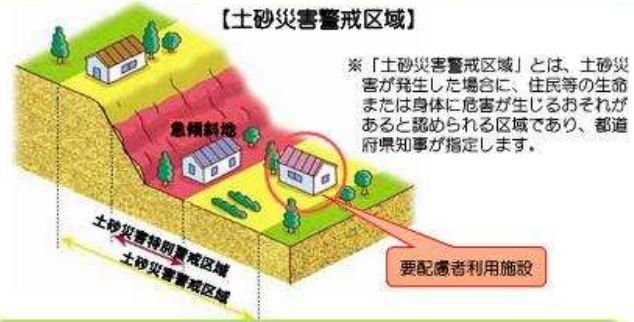 【土砂災害警戒区域】
※「土砂災害警戒区域」とは、土砂災
害が発生した場合に、住民等の生命
または身体に危害が生じるおそれが
あると認められる区域であり、都道
府県知事が指定します。
急傾斜地
土砂災害特別警戒区域
土砂災害警戒区域
要配慮者利用施設